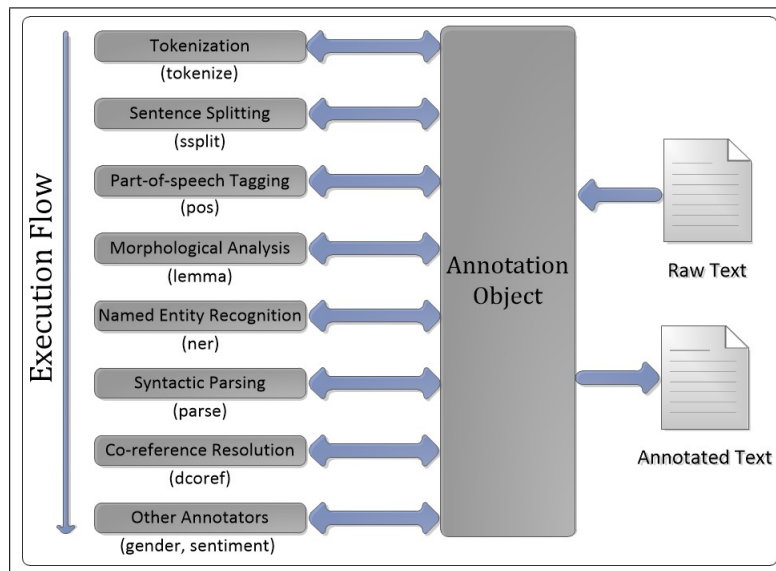 Execution Flow
Tokenization
(tokenize)
Sentence Splitting
(ssplit)
Part-of-speech Tagging
(pos)
Morphological Analysis
(lemma)
Named Entity Recognition
(ner)
Syntactic Parsing
(parse)
Co-reference Resolution
(dcoref)
Other Annotators
(gender, sentiment)
Annotation
Object
Raw Text
Annotated Text